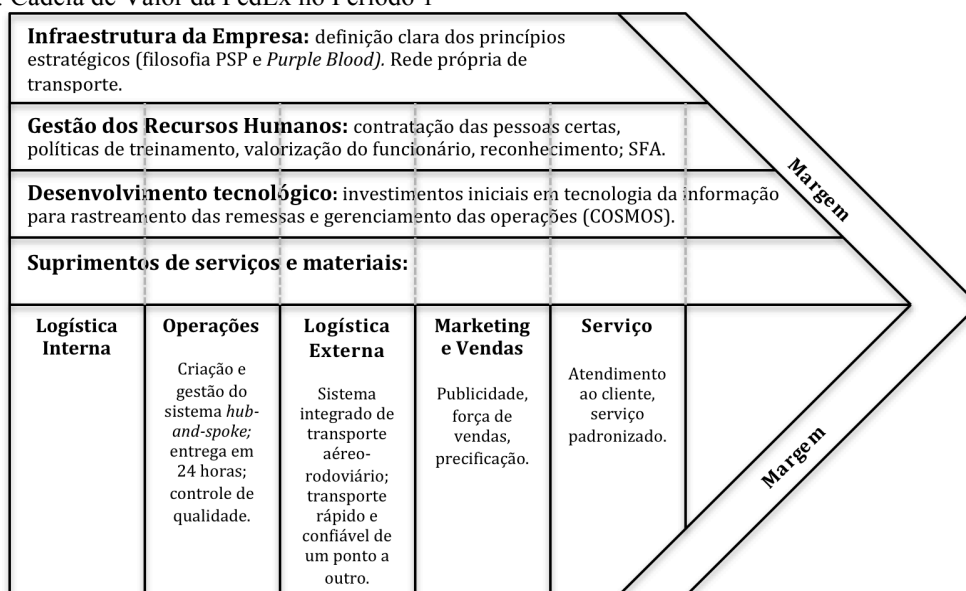 Cadeia de Valor da FedEx no Período 1
Infraestrutura da Empresa: definição clara dos princípios
estratégicos (filosofia PSP e Purple Blood). Rede própria de
transporte.
Gestão dos Recursos Humanos: contratação das pessoas certas,
políticas de treinamento, valorização do funcionário, reconhecimento; SFA.
Desenvolvimento tecnológico: investimentos iniciais em tecnologia da informação
para rastreamento das remessas e gerenciamento das operações (COSMOS).
Suprimentos de serviços e materiais:
Margem
Logística
Interna
Operações
Criação e
gestão do
sistema hub-
and-spoke;
entrega em
24 horas;
controle de
qualidade.
Logística
Externa
Sistema
integrado de
transporte
aéreo-
rodoviário;
transporte
rápido e
confiável de
um ponto a
outro.
Marketing
e Vendas
Publicidade,
força de
vendas,
precificação.
Serviço
Atendimento
ao cliente,
serviço
padronizado.
Margem